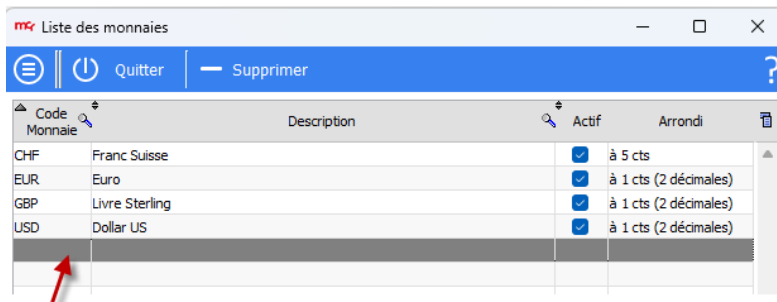 mcr Liste des monnaies
Quitter Supprimer ?
Code Monnaie Description Actif Arrondi
CHF Franc Suisse à 5 cts
EUR Euro à 1 cts (2 décimales)
GBP Livre Sterling à 1 cts (2 décimales)
USD Dollar US à 1 cts (2 décimales)